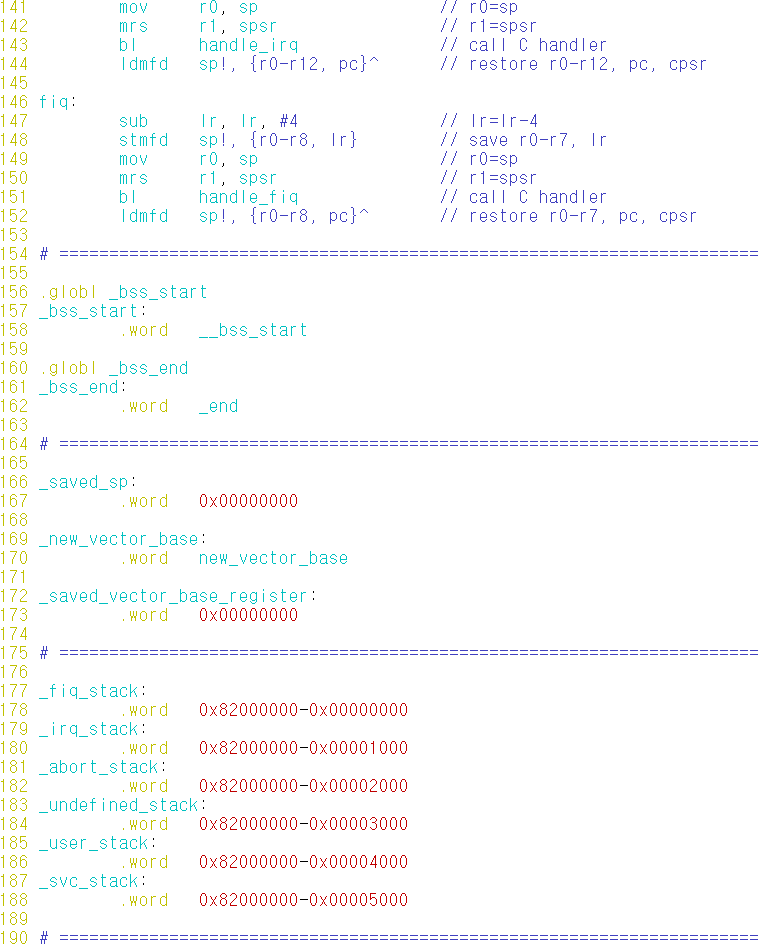 141         mov     r0, sp                  // r0=sp
142         mrs     r1, spsr                // r1=spsr
143         bl      handle_irq              // call C handler
144         ldmfd   sp!, {r0-r12, pc}^      // restore r0-r12, pc, cpsr
145
146 fiq:
147         sub     lr, lr, #4              // lr=lr-4
148         stmfd   sp!, {r0-r8, lr}        // save r0-r7, lr
149         mov     r0, sp                  // r0=sp
150         mrs     r1, spsr                // r1=spsr
151         bl      handle_fiq              // call C handler
152         ldmfd   sp!, {r0-r8, pc}^       // restore r0-r7, pc, cpsr
153
154 # ======================================================================
155
156 .globl _bss_start
157 _bss_start:
158         .word   __bss_start
159
160 .globl _bss_end
161 _bss_end:
162         .word   _end
163
164 # ======================================================================
165
166 _saved_sp:
167         .word   0x00000000
168
169 _new_vector_base:
170         .word   new_vector_base
171
172 _saved_vector_base_register:
173         .word   0x00000000
174
175 # ======================================================================
176
177 _fiq_stack:
178         .word   0x82000000-0x00000000
179 _irq_stack:
180         .word   0x82000000-0x00001000
181 _abort_stack:
182         .word   0x82000000-0x00002000
183 _undefined_stack:
184         .word   0x82000000-0x00003000
185 _user_stack:
186         .word   0x82000000-0x00004000
187 _svc_stack:
188         .word   0x82000000-0x00005000
189
190 # ======================================================================